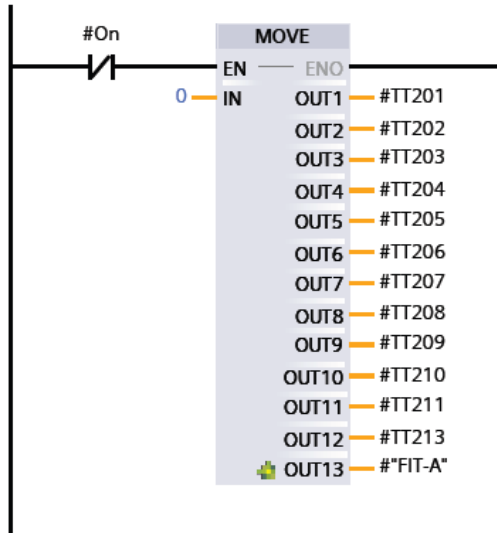 #On
MOVE
EN ENO
0 IN OUT1 #TT201
OUT2 #TT202
OUT3 #TT203
OUT4 #TT204
OUT5 #TT205
OUT6 #TT206
OUT7 #TT207
OUT8 #TT208
OUT9 #TT209
OUT10 #TT210
OUT11 #TT211
OUT12 #TT213
OUT13 #"FIT-A"